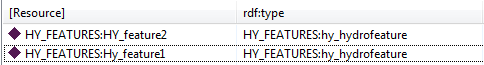 [Resource] rdf:type
HY_FEATURES:HY_feature2 HY_FEATURES:hy_hydrofeature
HY_FEATURES:Hy_feature1 HY_FEATURES:hy_hydrofeature